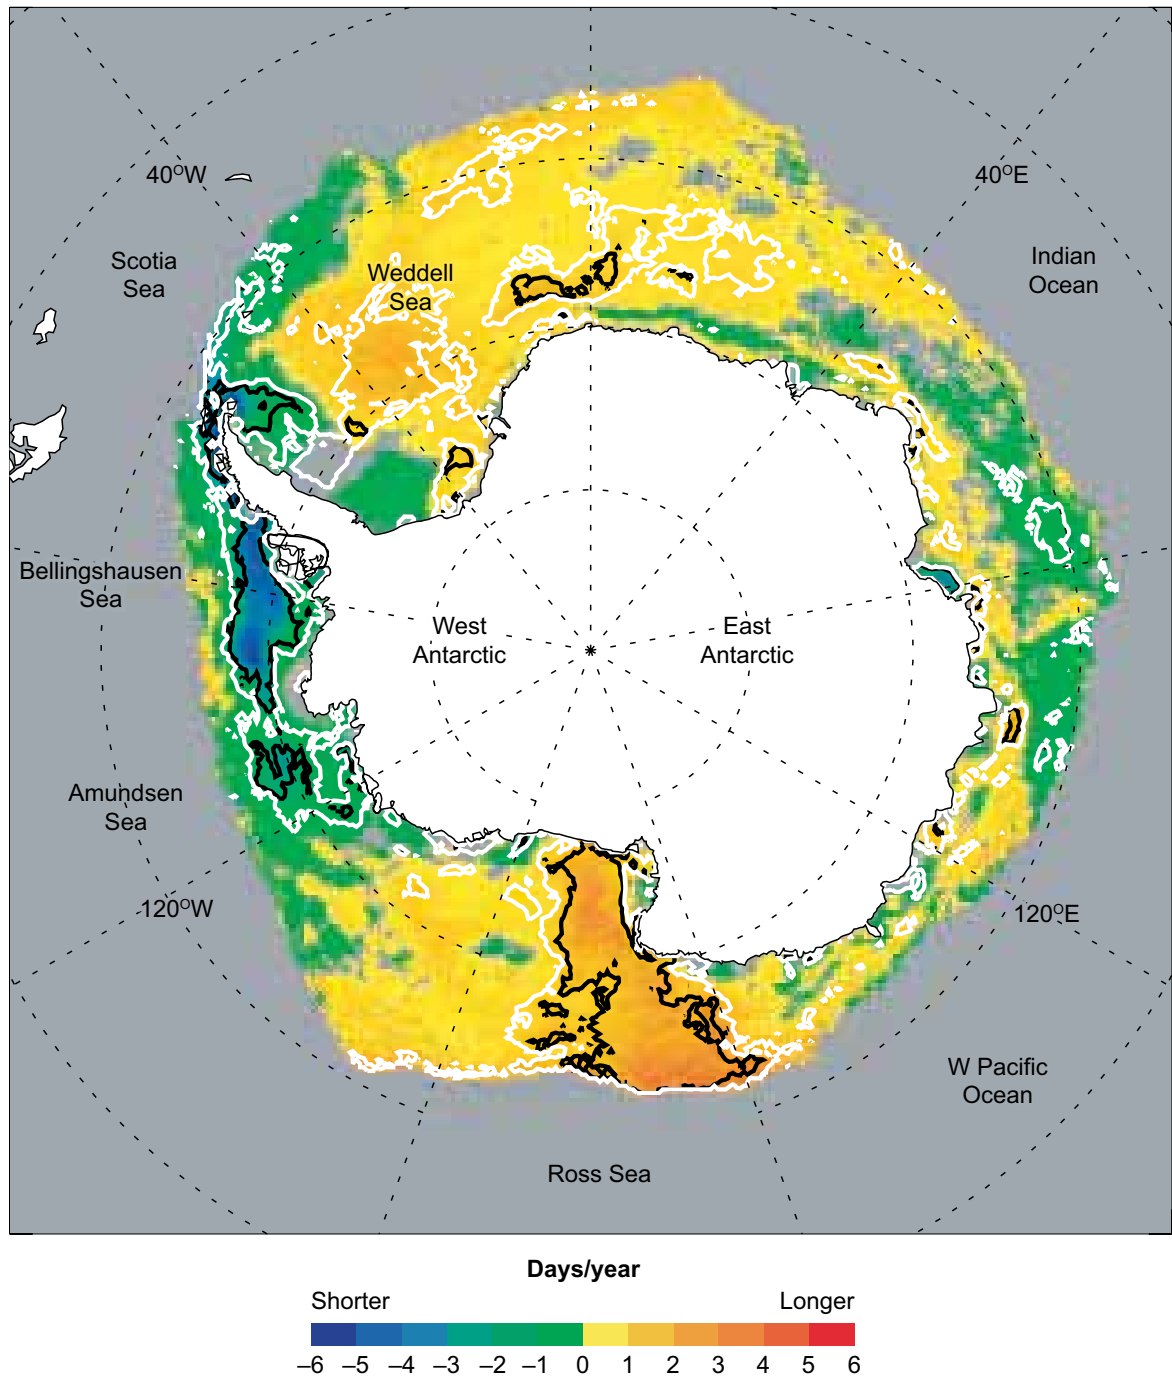 40°W
40°E
Scotia
Sea
Weddell
Sea
Indian
Ocean
Bellingshausen
Sea
West
Antarctic
East
Antarctic
Amundsen
Sea
120°W
120°E
W Pacific
Ocean
Ross Sea
Days/year
Shorter
Longer
–6 –5 –4 –3 –2 –1 0 1 2 3 4 5 6